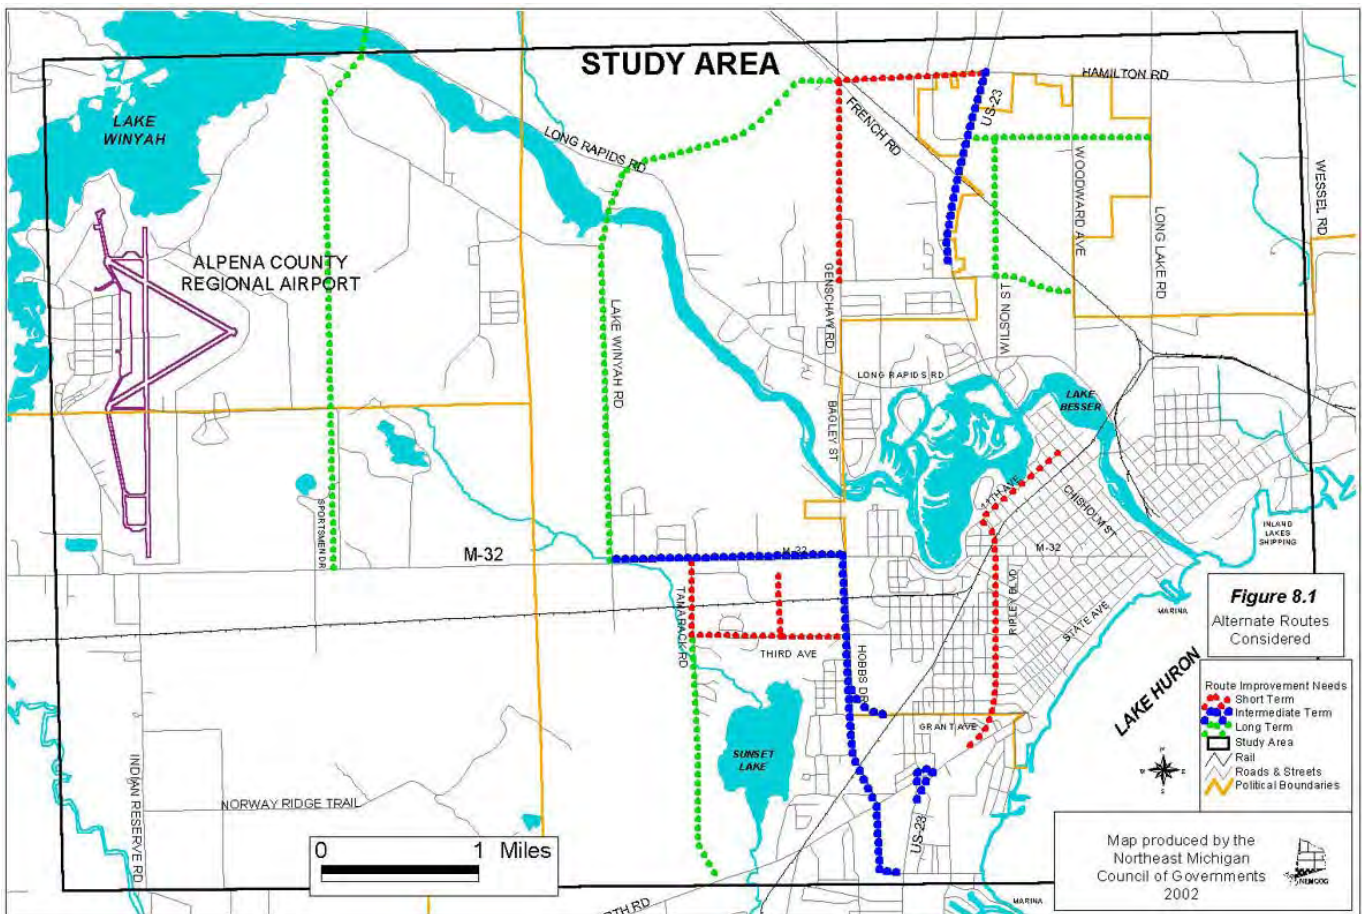 STUDY AREA
HAMILTON RD
LAKE
WINYAH
US-23
FRENCH RD
LONG RAPIDS RD
WOODWARD AVE
WESSEL RD
LONG LAKE RD
ALPENA COUNTY
REGIONAL AIRPORT
GENSCHAW RD
WILSON ST
LAKE WINYAH RD
LONG RAPIDS RD
LAKE
BESSER
BAGLEY ST
11TH AVE
CHISHOLM ST
SPORTSMEN DR
INLAND
LAKES
SHIPPING
M-32
M-32
M-32
TAMARACK RD
RIPLEY BLVD
STATE AVE
MARINA
THIRD AVE
HOBBS DR
GRANT AVE
LAKE HURON
SUNSET
LAKE
INDIAN RESERVE RD
NORWAY RIDGE TRAIL
US-23
0 1 Miles
MARINA
Figure 8.1
Alternate Routes
Considered
Route Improvement Needs
Short Term
Intermediate Term
Long Term
Study Area
Rail
Roads & Streets
Political Boundaries
N
W E
S
Map produced by the
Northeast Michigan
Council of Governments
2002
NEMCOG